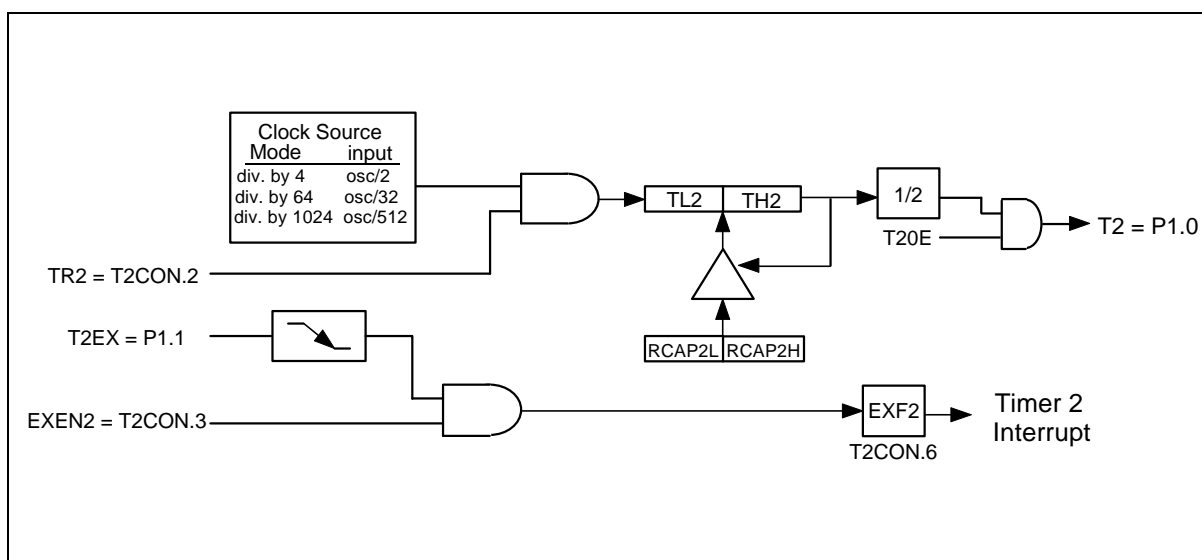 Clock Source
Mode input
div. by 4 osc/2
div. by 64 osc/32
div. by 1024 osc/512
TL2 TH2
1/2
T20E
T2 = P1.0
TR2 = T2CON.2
T2EX = P1.1
RCAP2L RCAP2H
EXEN2 = T2CON.3
EXF2
T2CON.6
Timer 2
Interrupt